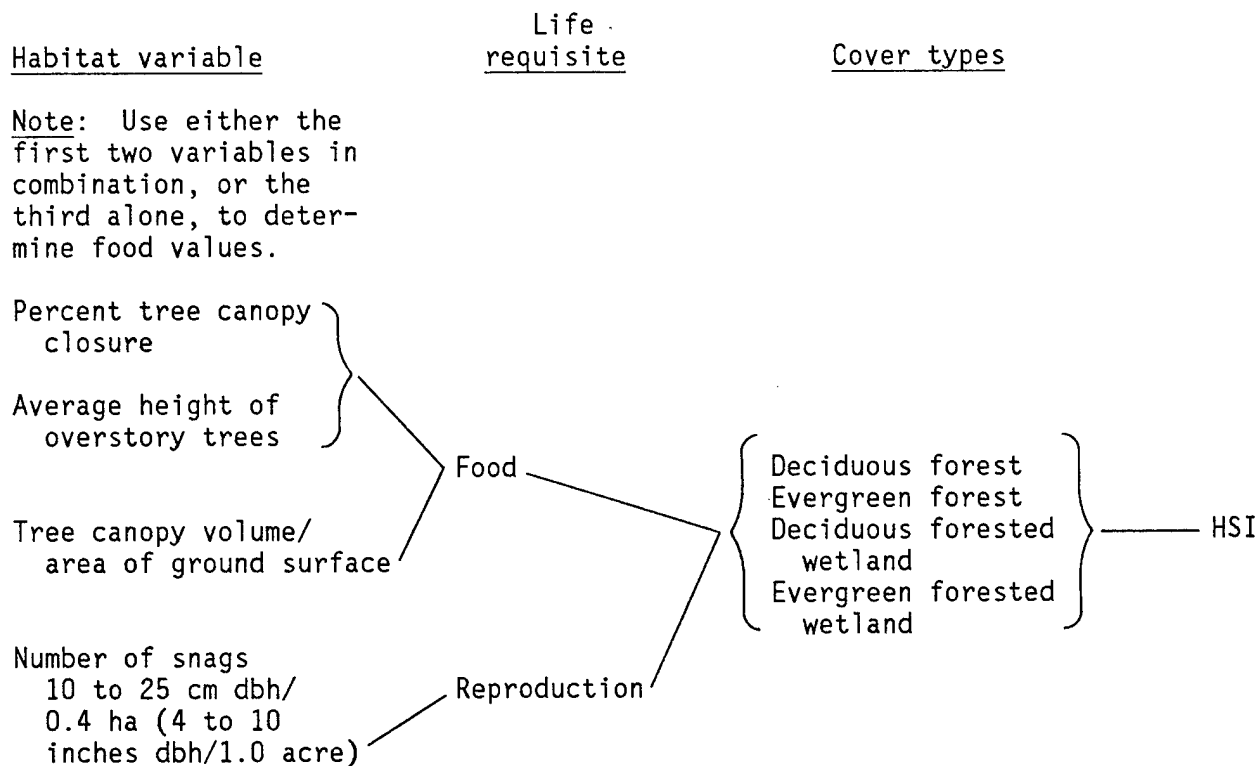 Life
Habitat variable requisite Cover types
Note: Use either the
first two variables in
combination, or the
third alone, to deter-
mine food values.
Percent tree canopy
closure
Average height of
overstory trees
Food
Tree canopy volume/
area of ground surface
Deciduous forest
Evergreen forest
Deciduous forested
wetland
Evergreen forested
wetland
HSI
Number of snags
10 to 25 cm dbh/
0.4 ha (4 to 10
inches dbh/1.0 acre)
Reproduction